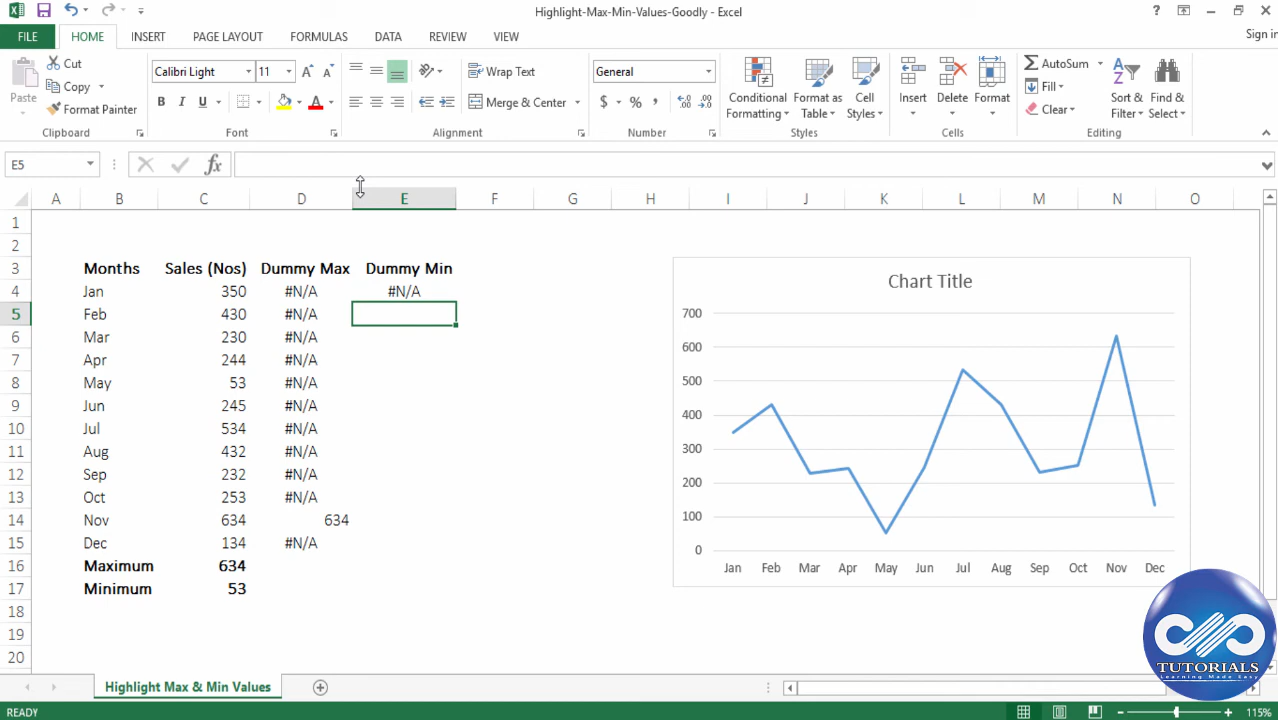 Highlight-Max-Min-Values-Goodly - Excel
Sign in
FILE HOME INSERT PAGE LAYOUT FORMULAS DATA REVIEW VIEW
Paste
Cut
Copy
Format Painter
Clipboard
Calibri Light 11
B I U
Font
Wrap Text
Merge & Center
Alignment
General
$ % ,
Number
Conditional Formatting
Format as Table
Cell Styles
Styles
Insert
Delete
Format
Cells
AutoSum
Fill
Clear
Sort & Filter
Find & Select
Editing
E5
fx
A B C D E F G H I J K L M N O
1
2
3 Months Sales (Nos) Dummy Max Dummy Min
4 Jan 350 #N/A #N/A
5 Feb 430 #N/A
6 Mar 230 #N/A
7 Apr 244 #N/A
8 May 53 #N/A
9 Jun 245 #N/A
10 Jul 534 #N/A
11 Aug 432 #N/A
12 Sep 232 #N/A
13 Oct 253 #N/A
14 Nov 634 634
15 Dec 134 #N/A
16 Maximum 634
17 Minimum 53
18
19
20
Chart Title
700
600
500
400
300
200
100
0
Jan Feb Mar Apr May Jun Jul Aug Sep Oct Nov Dec
TUTORIALS
Learning Made Easy
Highlight Max & Min Values
READY
115%